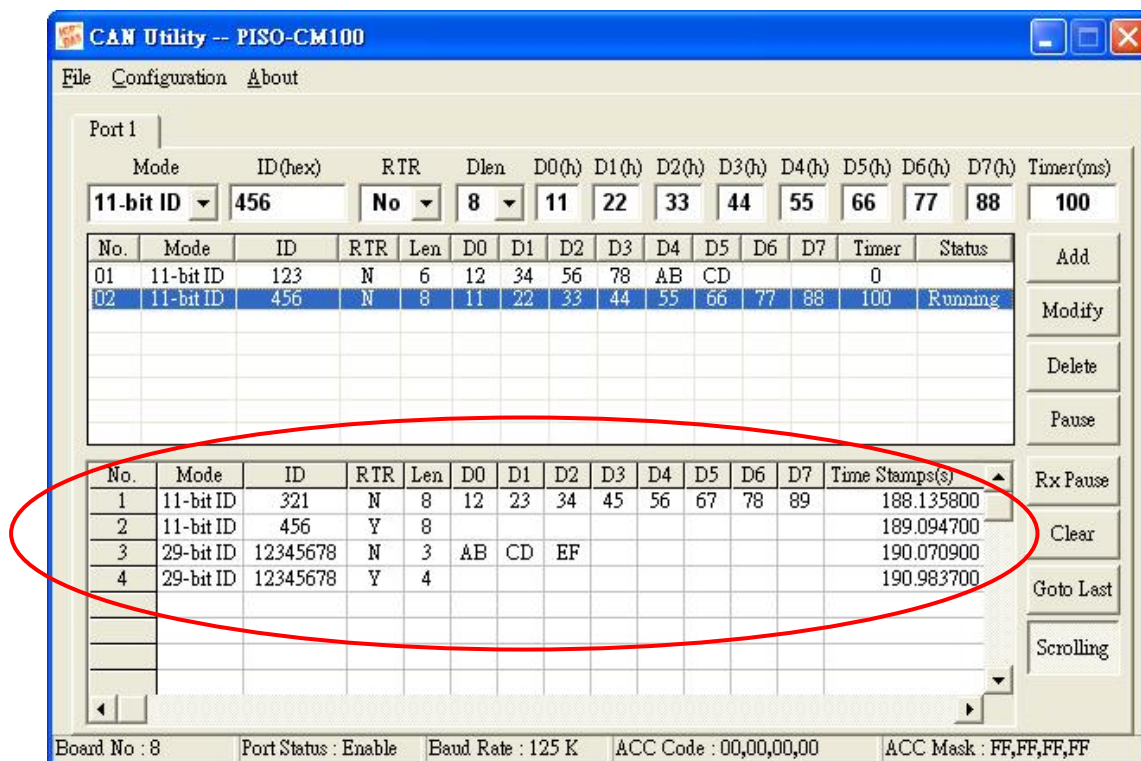 CAN Utility -- PISO-CM100
File Configuration About
Port 1
Mode ID(hex) RTR Dlen D0(h) D1(h) D2(h) D3(h) D4(h) D5(h) D6(h) D7(h) Timer(ms)
11-bit ID 456 No 8 11 22 33 44 55 66 77 88 100
No. Mode ID RTR Len D0 D1 D2 D3 D4 D5 D6 D7 Timer Status
01 11-bit ID 123 N 6 12 34 56 78 AB CD 0
02 11-bit ID 456 N 8 11 22 33 44 55 66 77 88 100 Running
Add
Modify
Delete
Pause
No. Mode ID RTR Len D0 D1 D2 D3 D4 D5 D6 D7 Time Stamps(s)
1 11-bit ID 321 N 8 12 23 34 45 56 67 78 89 188.135800
2 11-bit ID 456 Y 8 189.094700
3 29-bit ID 12345678 N 3 AB CD EF 190.070900
4 29-bit ID 12345678 Y 4 190.983700
Rx Pause
Clear
Goto Last
Scrolling
Board No : 8 Port Status : Enable Baud Rate : 125 K ACC Code : 00,00,00,00 ACC Mask : FF,FF,FF,FF